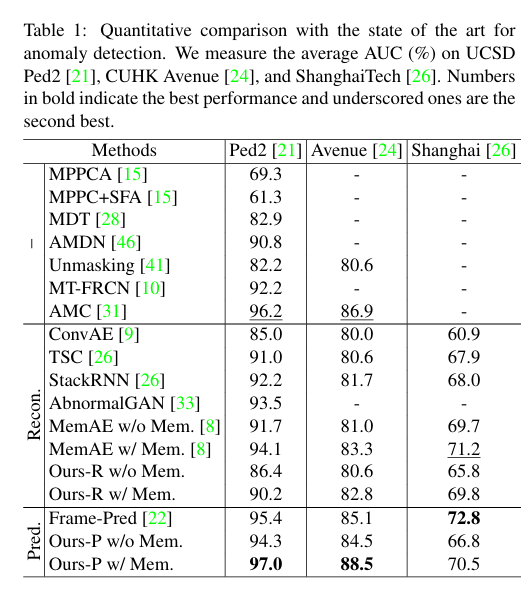 Table 1: Quantitative comparison with the state of the art for
anomaly detection. We measure the average AUC (%) on UCSD
Ped2 [21], CUHK Avenue [24], and ShanghaiTech [26]. Numbers
in bold indicate the best performance and underscored ones are the
second best.
Methods Ped2 [21] Avenue [24] Shanghai [26]
MPPCA [15] 69.3 - -
MPPC+SFA [15] 61.3 - -
MDT [28] 82.9 - -
- AMDN [46] 90.8 - -
Unmasking [41] 82.2 80.6 -
MT-FRCN [10] 92.2 - -
AMC [31] 96.2 86.9 -
Recon.
ConvAE [9] 85.0 80.0 60.9
TSC [26] 91.0 80.6 67.9
StackRNN [26] 92.2 81.7 68.0
AbnormalGAN [33] 93.5 - -
MemAE w/o Mem. [8] 91.7 81.0 69.7
MemAE w/ Mem. [8] 94.1 83.3 71.2
Ours-R w/o Mem. 86.4 80.6 65.8
Ours-R w/ Mem. 90.2 82.8 69.8
Pred.
Frame-Pred [22] 95.4 85.1 72.8
Ours-P w/o Mem. 94.3 84.5 66.8
Ours-P w/ Mem. 97.0 88.5 70.5